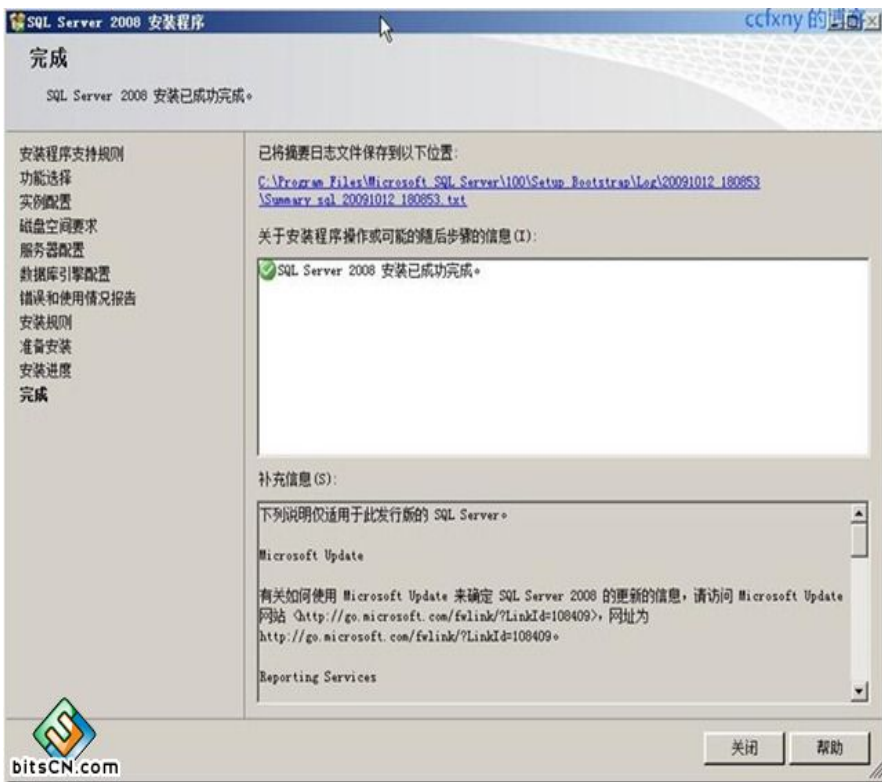 SQL Server 2008 安装程序
ccfxny 的博客
完成
SQL Server 2008 安装已成功完成。
安装程序支持规则
功能选择
实例配置
磁盘空间要求
服务器配置
数据库引擎配置
错误和使用情况报告
安装规则
准备安装
安装进度
完成
已将摘要日志文件保存到以下位置:
C:\Program Files\Microsoft SQL Server\100\Setup Bootstrap\Log\20091012_180853
\Summary_sql_20091012_180853.txt
关于安装程序操作或可能的随后步骤的信息(I):
SQL Server 2008 安装已成功完成。
补充信息(S):
下列说明仅适用于此发行版的 SQL Server。
Microsoft Update
有关如何使用 Microsoft Update 来确定 SQL Server 2008 的更新的信息，请访问 Microsoft Update
网站 <http://go.microsoft.com/fwlink/?LinkId=108409>，网址为
http://go.microsoft.com/fwlink/?LinkId=108409。
Reporting Services
关闭
帮助
bitsCN.com